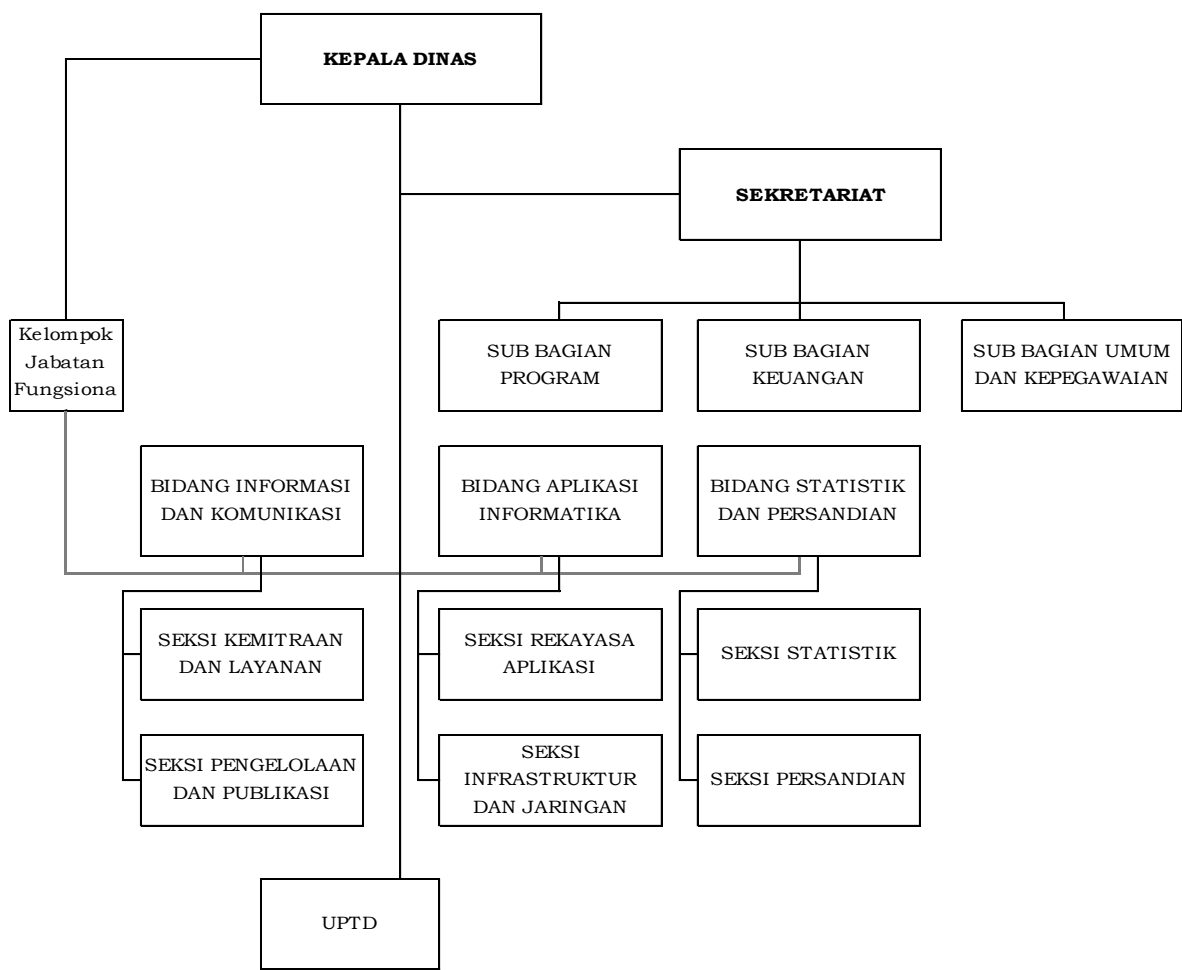 KEPALA DINAS
SEKRETARIAT
Kelompok
Jabatan
Fungsiona
SUB BAGIAN
PROGRAM
SUB BAGIAN
KEUANGAN
SUB BAGIAN UMUM
DAN KEPEGAWAIAN
BIDANG INFORMASI
DAN KOMUNIKASI
BIDANG APLIKASI
INFORMATIKA
BIDANG STATISTIK
DAN PERSANDIAN
SEKSI KEMITRAAN
DAN LAYANAN
SEKSI REKAYASA
APLIKASI
SEKSI STATISTIK
SEKSI PENGELOLAAN
DAN PUBLIKASI
SEKSI
INFRASTRUKTUR
DAN JARINGAN
SEKSI PERSANDIAN
UPTD